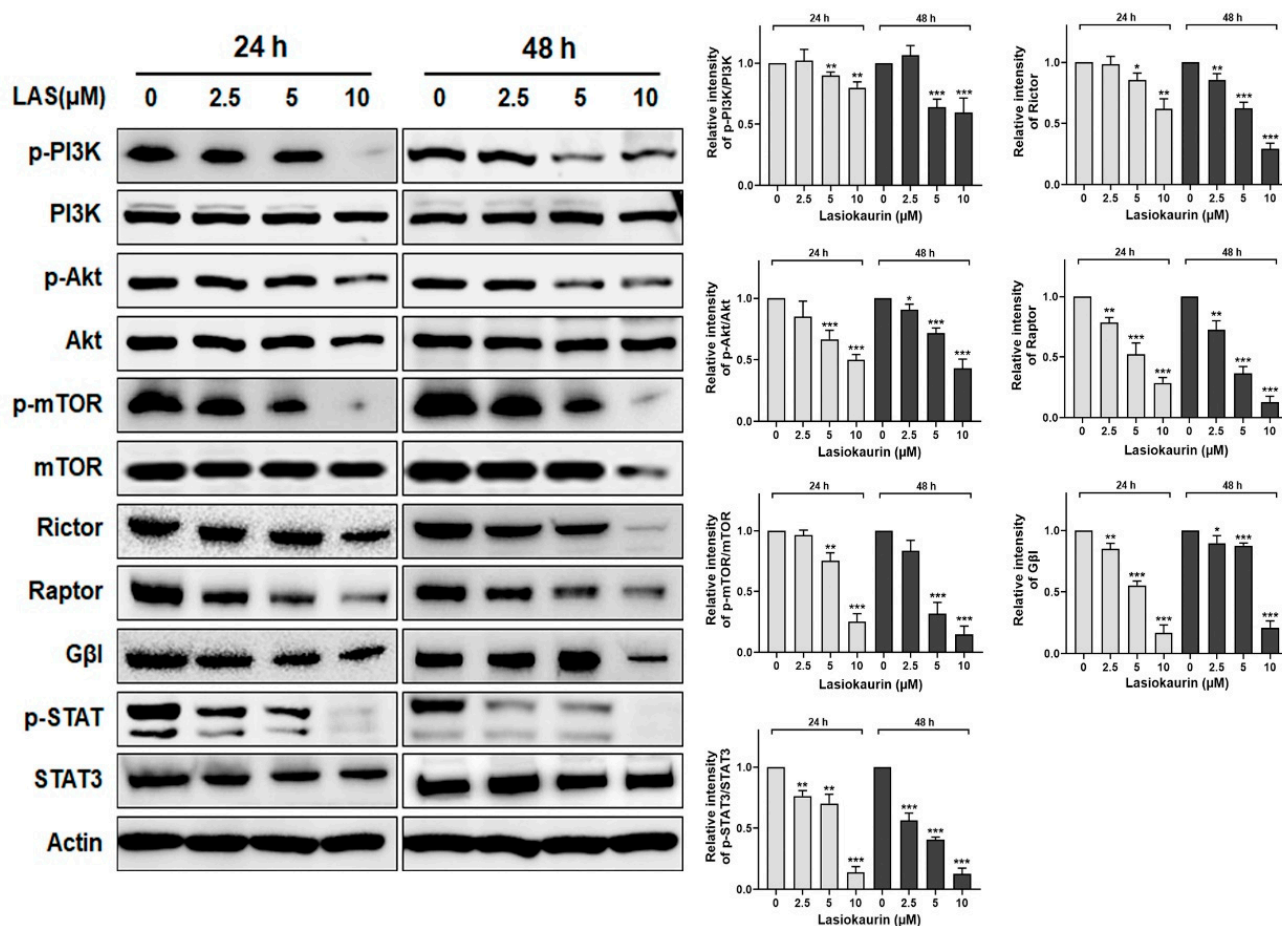 24 h 48 h
LAS(μM) 0 2.5 5 10 0 2.5 5 10
p-PI3K
PI3K
p-Akt
Akt
p-mTOR
mTOR
Rictor
Raptor
GβI
p-STAT
STAT3
Actin
24 h 48 h
Relative intensity
of p-PI3K/PI3K
1.0
0.5
0.0
** ** *** ***
0 2.5 5 10 0 2.5 5 10
Lasiokaurin (μM)
24 h 48 h
Relative intensity
of Rictor
1.0
0.5
0.0
* ** ** *** ***
0 2.5 5 10 0 2.5 5 10
Lasiokaurin (μM)
24 h 48 h
Relative intensity
of p-Akt/Akt
1.0
0.5
0.0
*** *** * *** ***
0 2.5 5 10 0 2.5 5 10
Lasiokaurin (μM)
24 h 48 h
Relative intensity
of Raptor
1.0
0.5
0.0
** *** *** ** *** ***
0 2.5 5 10 0 2.5 5 10
Lasiokaurin (μM)
24 h 48 h
Relative intensity
of p-mTOR/mTOR
1.0
0.5
0.0
** *** *** ***
0 2.5 5 10 0 2.5 5 10
Lasiokaurin (μM)
24 h 48 h
Relative intensity
of GβI
1.0
0.5
0.0
** *** *** * *** ***
0 2.5 5 10 0 2.5 5 10
Lasiokaurin (μM)
24 h 48 h
Relative intensity
of p-STAT3/STAT3
1.0
0.5
0.0
** ** *** *** *** ***
0 2.5 5 10 0 2.5 5 10
Lasiokaurin (μM)